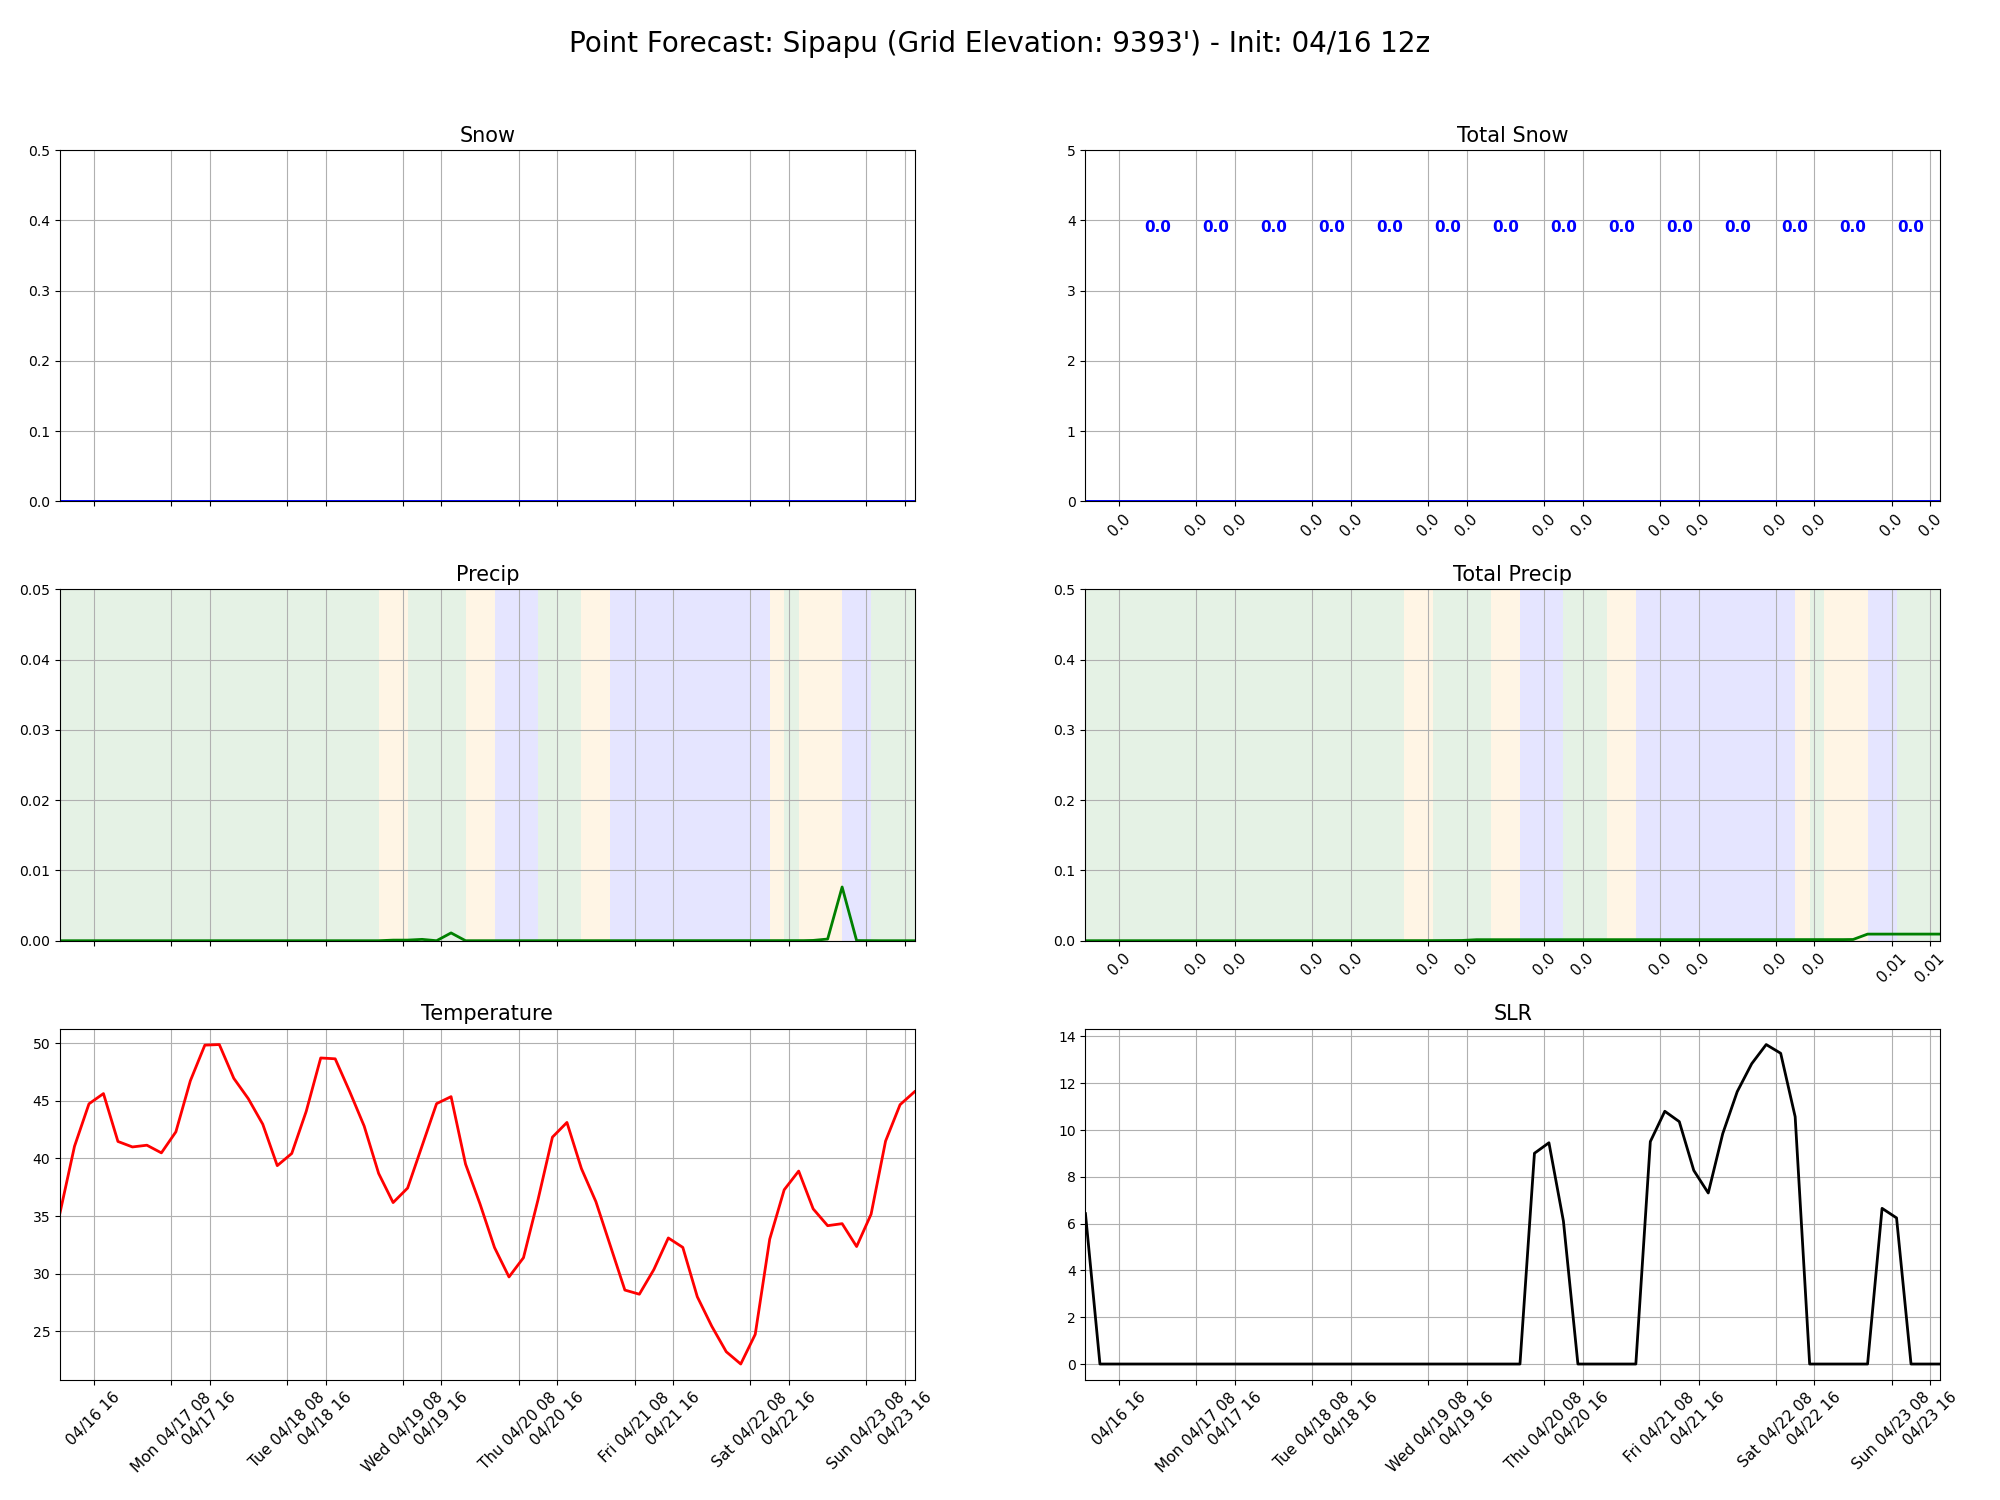 Point Forecast: Sipapu (Grid Elevation: 9393') - Init: 04/16 12z
Snow
0.5
0.4
0.3
0.2
0.1
0.0
Total Snow
5
4
3
2
1
0
0.0 0.0 0.0 0.0 0.0 0.0 0.0 0.0 0.0 0.0 0.0 0.0 0.0 0.0
0.0 0.0 0.0 0.0 0.0 0.0 0.0 0.0 0.0 0.0 0.0 0.0 0.0 0.0 0.0
Precip
0.05
0.04
0.03
0.02
0.01
0.00
Total Precip
0.5
0.4
0.3
0.2
0.1
0.0
0.0 0.0 0.0 0.0 0.0 0.0 0.0 0.0 0.0 0.0 0.0 0.0 0.0 0.01 0.01
Temperature
50
45
40
35
30
25
04/16 16
Mon 04/17 08
04/17 16
Tue 04/18 08
04/18 16
Wed 04/19 08
04/19 16
Thu 04/20 08
04/20 16
Fri 04/21 08
04/21 16
Sat 04/22 08
04/22 16
Sun 04/23 08
04/23 16
SLR
14
12
10
8
6
4
2
0
04/16 16
Mon 04/17 08
04/17 16
Tue 04/18 08
04/18 16
Wed 04/19 08
04/19 16
Thu 04/20 08
04/20 16
Fri 04/21 08
04/21 16
Sat 04/22 08
04/22 16
Sun 04/23 08
04/23 16